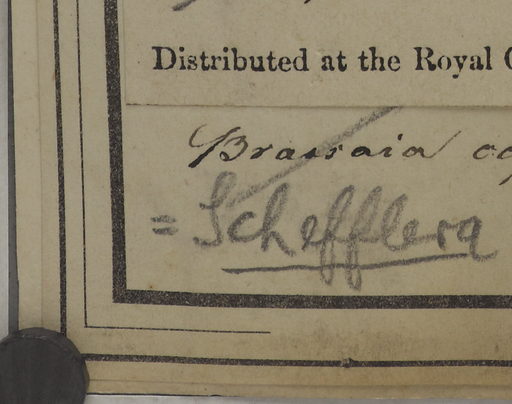 Distributed at the Royal
Brassaia
= Schefflera